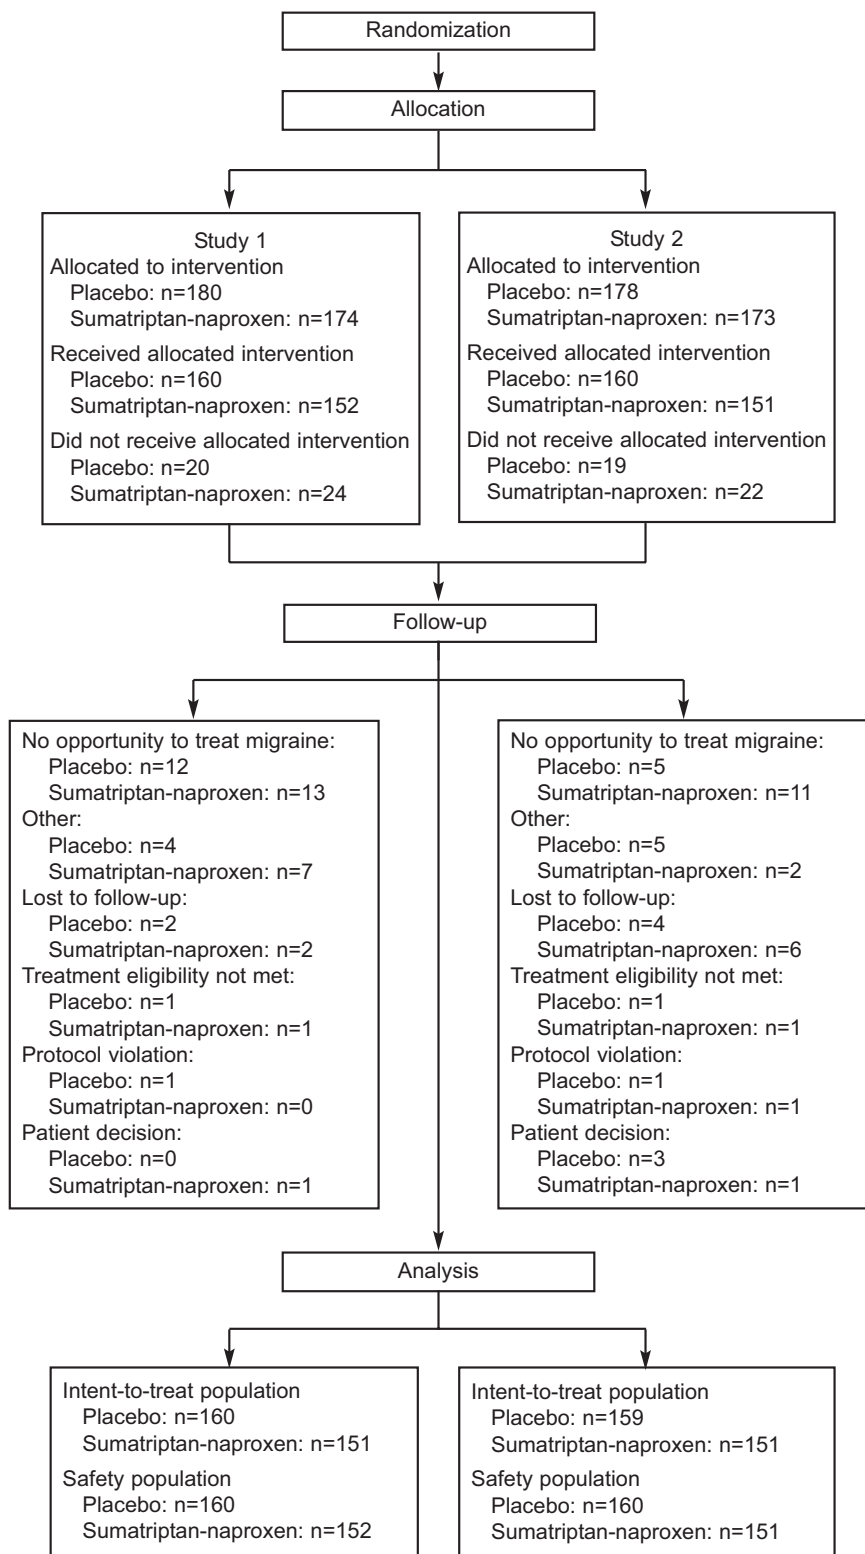 Randomization
Allocation
Study 1
Allocated to intervention
Placebo: n=180
Sumatriptan-naproxen: n=174
Received allocated intervention
Placebo: n=160
Sumatriptan-naproxen: n=152
Did not receive allocated intervention
Placebo: n=20
Sumatriptan-naproxen: n=24
Study 2
Allocated to intervention
Placebo: n=178
Sumatriptan-naproxen: n=173
Received allocated intervention
Placebo: n=160
Sumatriptan-naproxen: n=151
Did not receive allocated intervention
Placebo: n=19
Sumatriptan-naproxen: n=22
Follow-up
No opportunity to treat migraine:
Placebo: n=12
Sumatriptan-naproxen: n=13
Other:
Placebo: n=4
Sumatriptan-naproxen: n=7
Lost to follow-up:
Placebo: n=2
Sumatriptan-naproxen: n=2
Treatment eligibility not met:
Placebo: n=1
Sumatriptan-naproxen: n=1
Protocol violation:
Placebo: n=1
Sumatriptan-naproxen: n=0
Patient decision:
Placebo: n=0
Sumatriptan-naproxen: n=1
No opportunity to treat migraine:
Placebo: n=5
Sumatriptan-naproxen: n=11
Other:
Placebo: n=5
Sumatriptan-naproxen: n=2
Lost to follow-up:
Placebo: n=4
Sumatriptan-naproxen: n=6
Treatment eligibility not met:
Placebo: n=1
Sumatriptan-naproxen: n=1
Protocol violation:
Placebo: n=1
Sumatriptan-naproxen: n=1
Patient decision:
Placebo: n=3
Sumatriptan-naproxen: n=1
Analysis
Intent-to-treat population
Placebo: n=160
Sumatriptan-naproxen: n=151
Safety population
Placebo: n=160
Sumatriptan-naproxen: n=152
Intent-to-treat population
Placebo: n=159
Sumatriptan-naproxen: n=151
Safety population
Placebo: n=160
Sumatriptan-naproxen: n=151